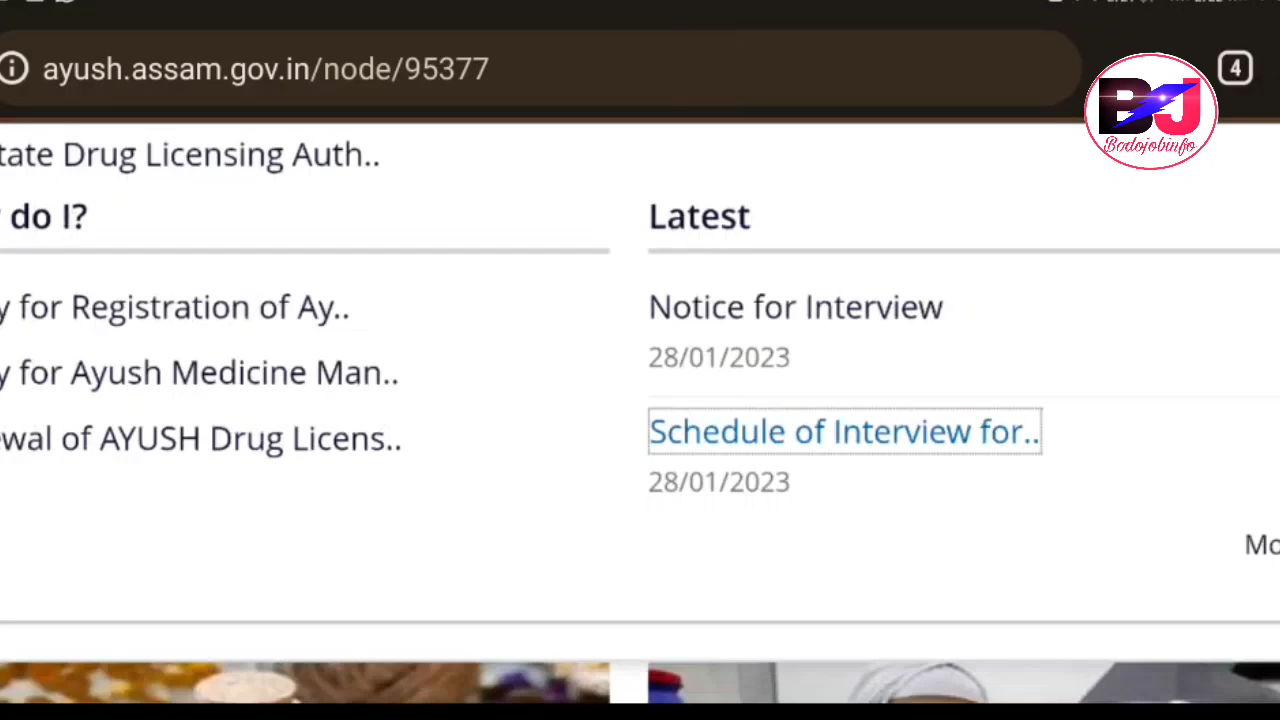 ayush.assam.gov.in/node/95377
4
BJ
Bodojobinfo
tate Drug Licensing Auth..
do I?
y for Registration of Ay..
y for Ayush Medicine Man..
ewal of AYUSH Drug Licens..
Latest
Notice for Interview
28/01/2023
Schedule of Interview for..
28/01/2023
Mo